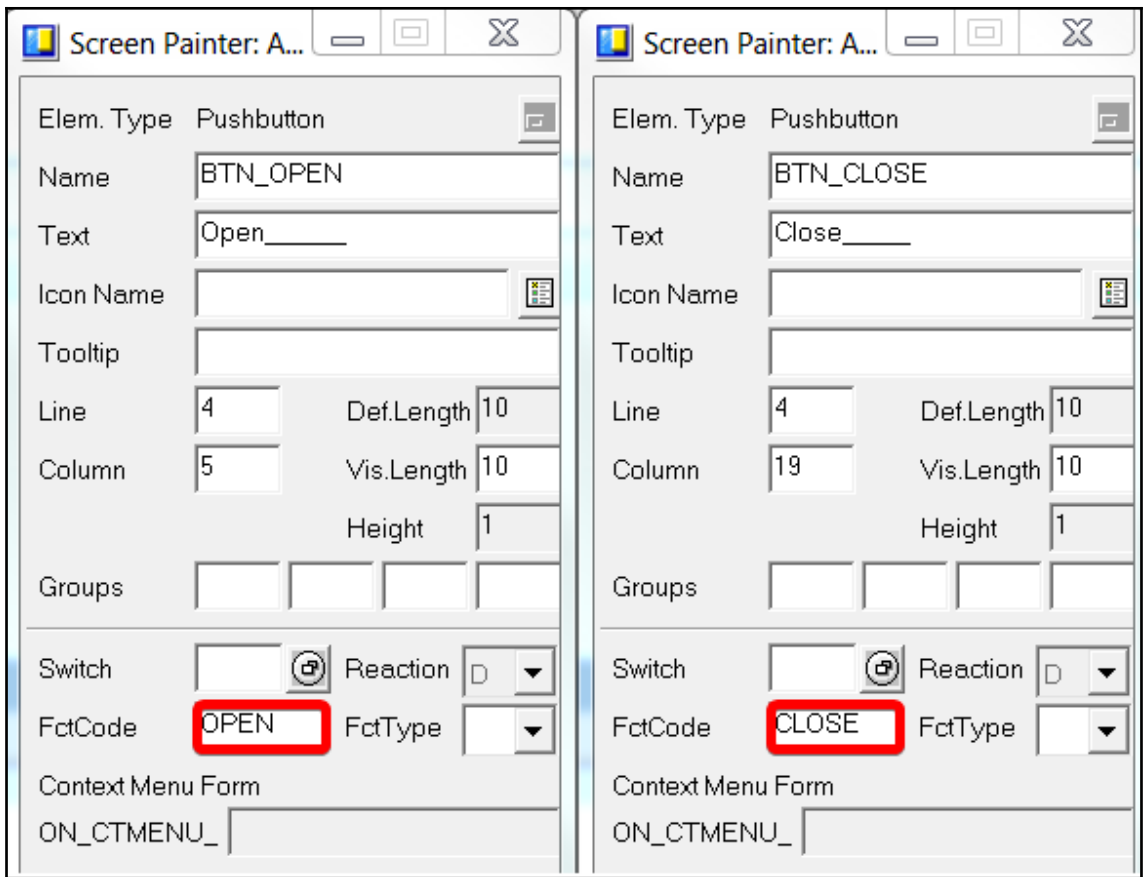 Screen Painter: A...
Elem. Type Pushbutton
Name BTN_OPEN
Text Open______
Icon Name
Tooltip
Line 4 Def.Length 10
Column 5 Vis.Length 10
Height 1
Groups
Switch Reaction D
FctCode OPEN FctType
Context Menu Form
ON_CTMENU_
Screen Painter: A...
Elem. Type Pushbutton
Name BTN_CLOSE
Text Close_____
Icon Name
Tooltip
Line 4 Def.Length 10
Column 19 Vis.Length 10
Height 1
Groups
Switch Reaction D
FctCode CLOSE FctType
Context Menu Form
ON_CTMENU_